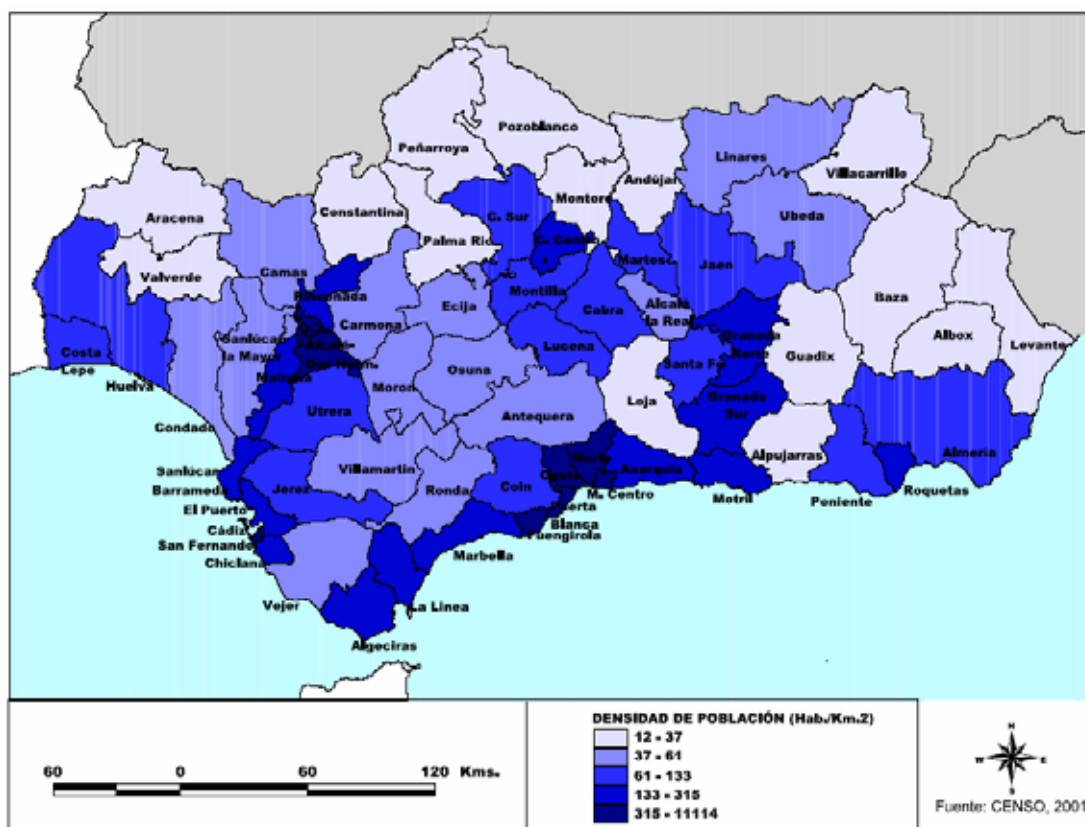 Pozoblanco
Peñarroya
Linares
Villacarrillo
Andújar
Montoro
Constantina
Aracena
Ubeda
C. Sur
Palma Rio
C. Centro
Martos
Jaen
Valverde
Camas
Montilla
Baza
Rinconada
Ecija
Cabra
Alcala
la Real
Carmona
Granada
Norte
Albox
Levante
Sanlúcar
la Mayor
Lucena
Santa Fe
Guadix
Costa
Lepe
Mairena
Osuna
Moron
Loja
Granada
Sur
Huelva
Utrera
Antequera
Condado
Alpujarras
Almeria
Villamartin
Norte
Oeste
Axarquia
Sanlúcar
Barrameda
Jerez
Ronda
Coin
M. Centro
Motril
Peniente
Roquetas
El Puerto
Puerta
Blanca
Cádiz
San Fernando
Fuengirola
Chiclana
Marbella
Vejer
La Linea
Algeciras
DENSIDAD DE POBLACIÓN (Hab./Km.2)
12 - 37
37 - 61
61 - 133
133 - 315
315 - 11114
60 0 60 120 Kms.
N
W E
S
Fuente: CENSO, 2001